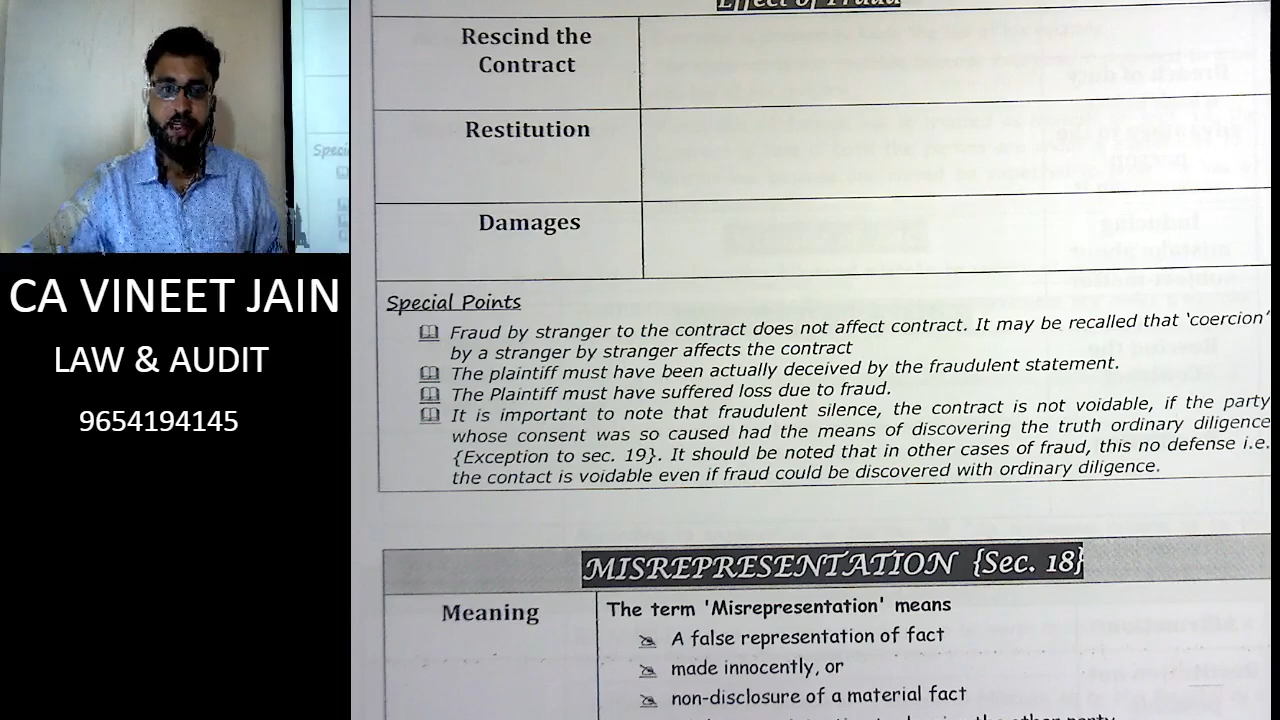 CA VINEET JAIN
LAW & AUDIT
9654194145
Effect of Fraud
Rescind the
Contract
Restitution
Damages
Special Points
Fraud by stranger to the contract does not affect contract. It may be recalled that ‘coercion’
by a stranger by stranger affects the contract
The plaintiff must have been actually deceived by the fraudulent statement.
The Plaintiff must have suffered loss due to fraud.
It is important to note that fraudulent silence, the contract is not voidable, if the party
whose consent was so caused had the means of discovering the truth ordinary diligence
{Exception to sec. 19}. It should be noted that in other cases of fraud, this no defense i.e.
the contact is voidable even if fraud could be discovered with ordinary diligence.
MISREPRESENTATION {Sec. 18}
Meaning
The term 'Misrepresentation' means
A false representation of fact
made innocently, or
non-disclosure of a material fact
the other party